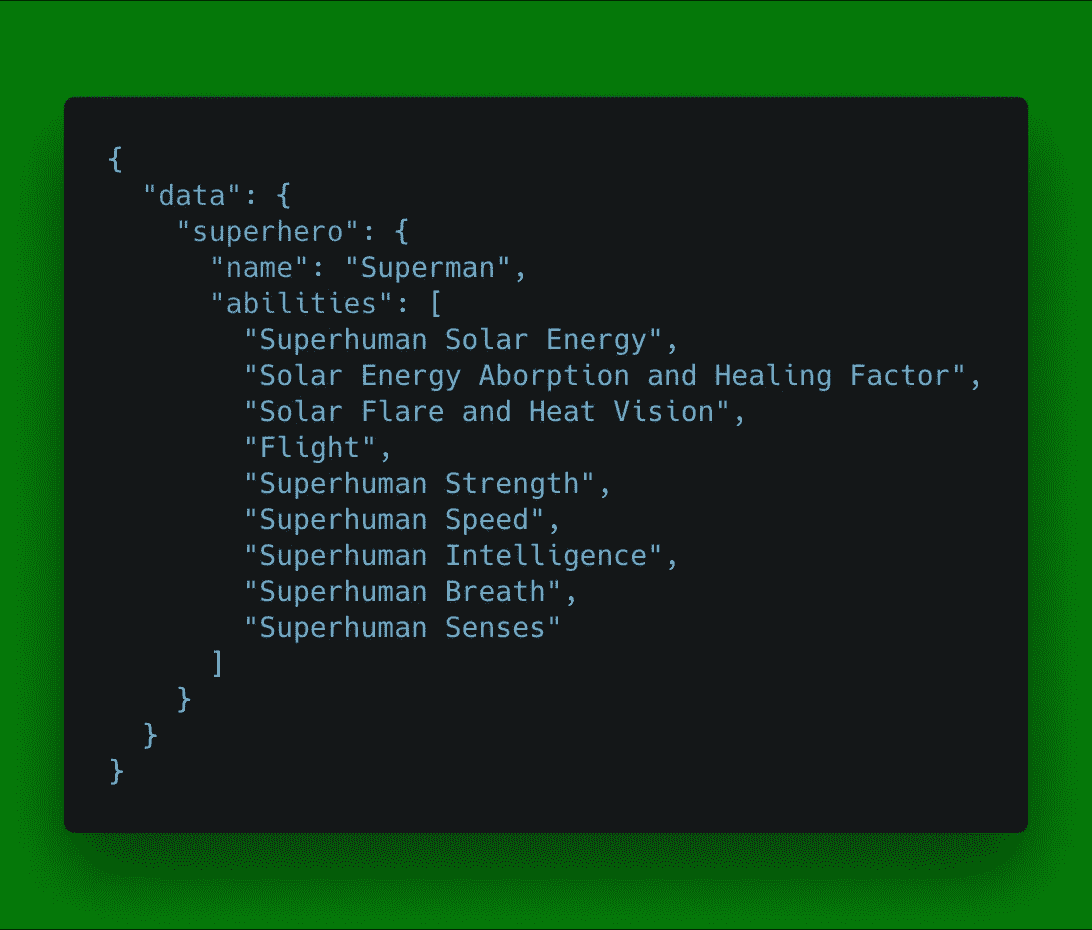 {
  "data": {
    "superhero": {
      "name": "Superman",
      "abilities": [
        "Superhuman Solar Energy",
        "Solar Energy Aborption and Healing Factor",
        "Solar Flare and Heat Vision",
        "Flight",
        "Superhuman Strength",
        "Superhuman Speed",
        "Superhuman Intelligence",
        "Superhuman Breath",
        "Superhuman Senses"
      ]
    }
  }
}